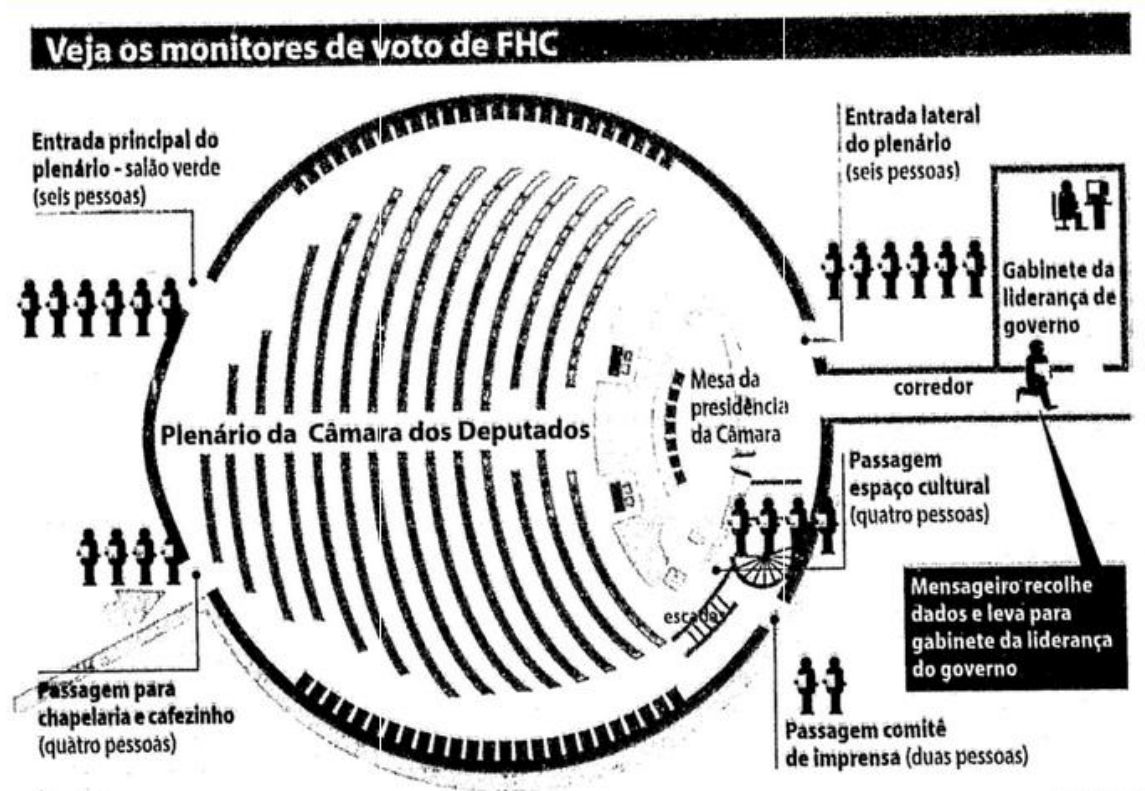 Veja os monitores de voto de FHC
Entrada principal do
plenário - salão verde
(seis pessoas)
Entrada lateral
do plenário
(seis pessoas)
Gabinete da
liderança de
governo
corredor
Mesa da
presidência
da Câmara
Plenário da Câmara dos Deputados
Passagem
espaço cultural
(quatro pessoas)
escada
Mensageiro recolhe
dados e leva para
gabinete da liderança
do governo
Passagem para
chapelaria e cafezinho
(quatro pessoas)
Passagem comitê
de imprensa (duas pessoas)